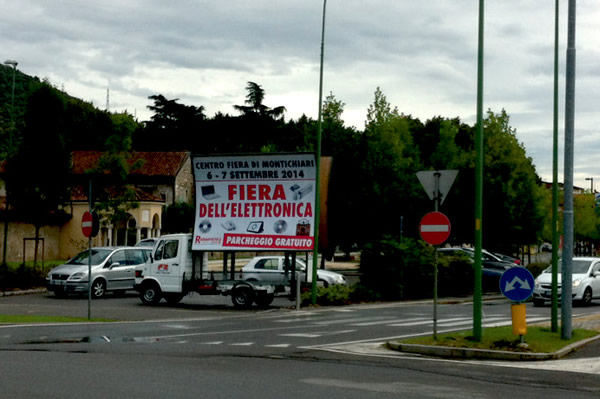 CENTRO FIERA DI MONTICHIARI
6 - 7 SETTEMBRE 2014
FIERA
DELL'ELETTRONICA
PARCHEGGIO GRATUITO